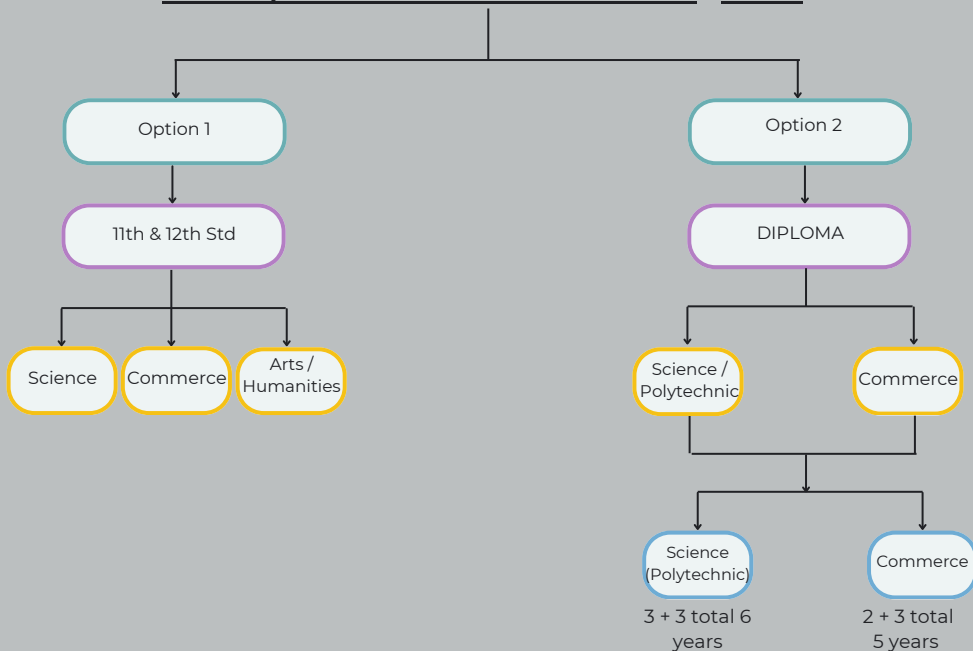 Option 1
Option 2
11th & 12th Std
DIPLOMA
Science
Commerce
Arts /
Humanities
Science /
Polytechnic
Commerce
Science
(Polytechnic)
Commerce
3 + 3 total 6
years
2 + 3 total
5 years